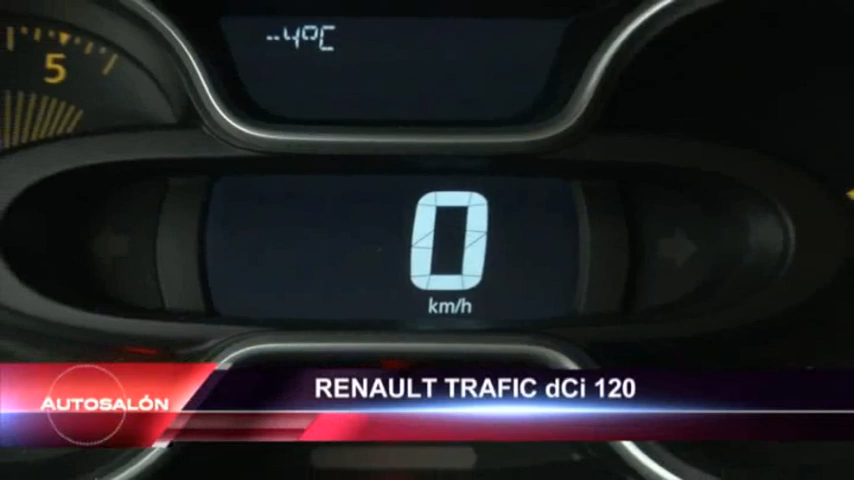 --4°C
5
0
km/h
RENAULT TRAFIC dCi 120
AUTOSALÓN